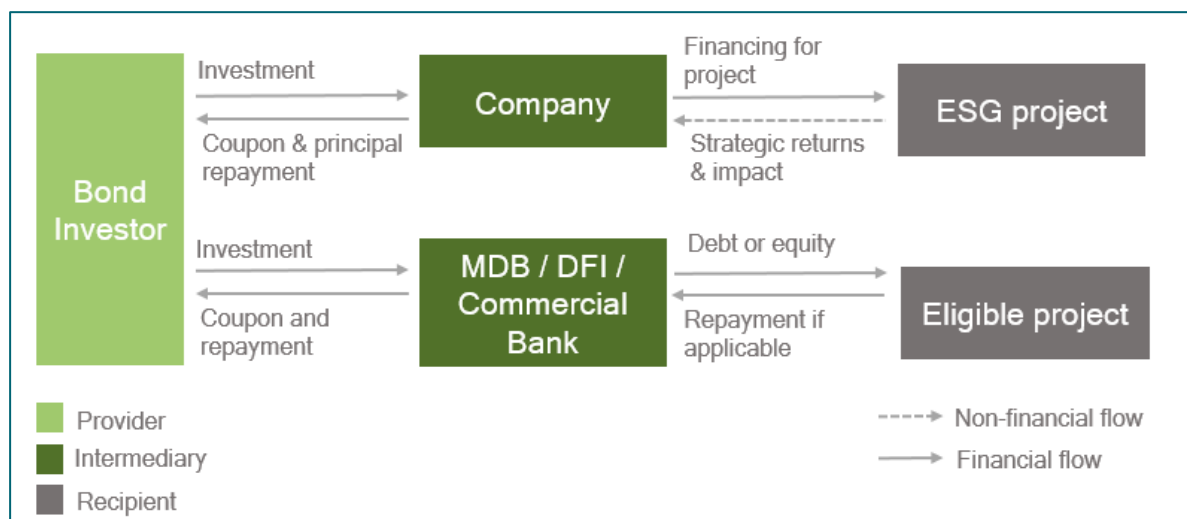 Investment
Company
Financing for
project
ESG project
Coupon & principal
repayment
Strategic returns
& impact
Bond
Investor
Investment
MDB / DFI /
Commercial
Bank
Debt or equity
Eligible project
Coupon and
repayment
Repayment if
applicable
Provider
Intermediary
Recipient
Non-financial flow
Financial flow